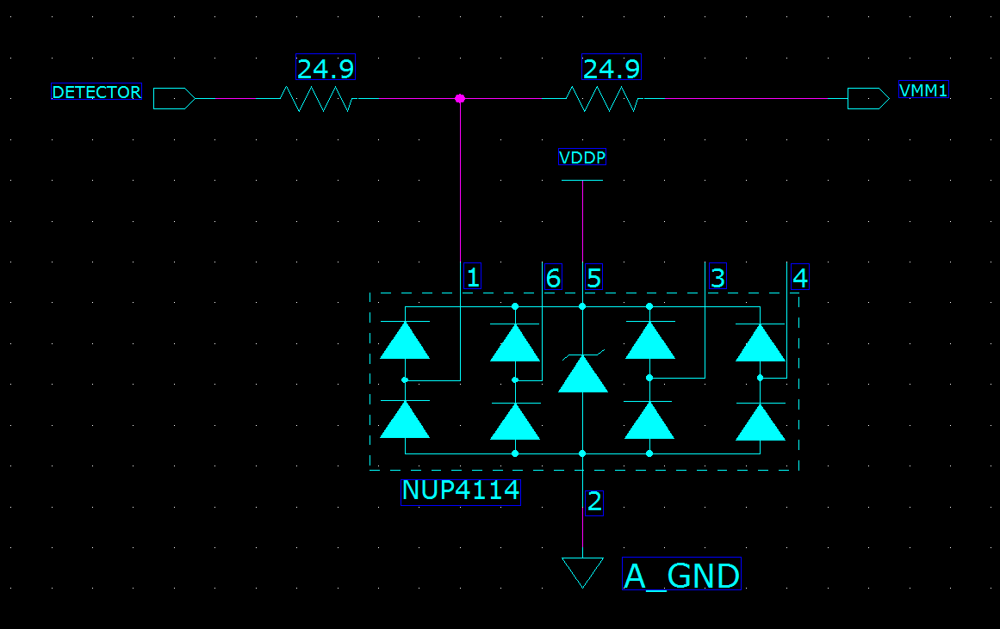 24.9
24.9
DETECTOR
VMM1
VDDP
1
6
5
3
4
NUP4114
2
A_GND